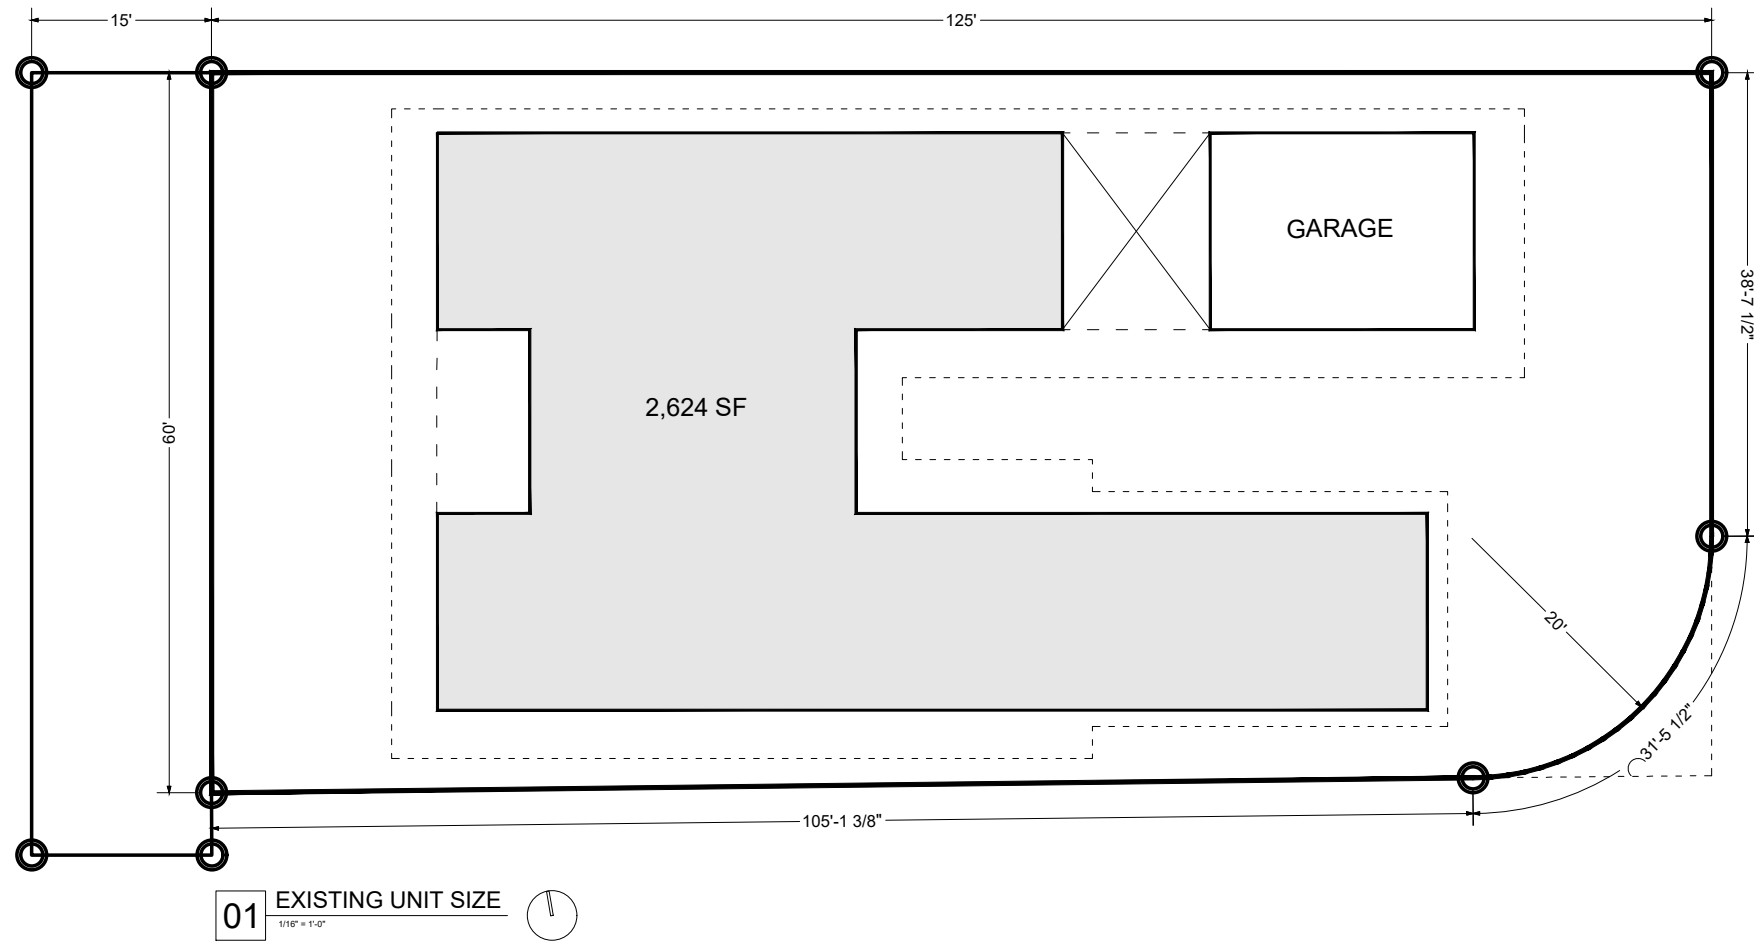 15'
125'
GARAGE
38'-7 1/2"
2,624 SF
60'
20'
31'-5 1/2"
105'-1 3/8"
01
EXISTING UNIT SIZE
1/16" = 1'-0"